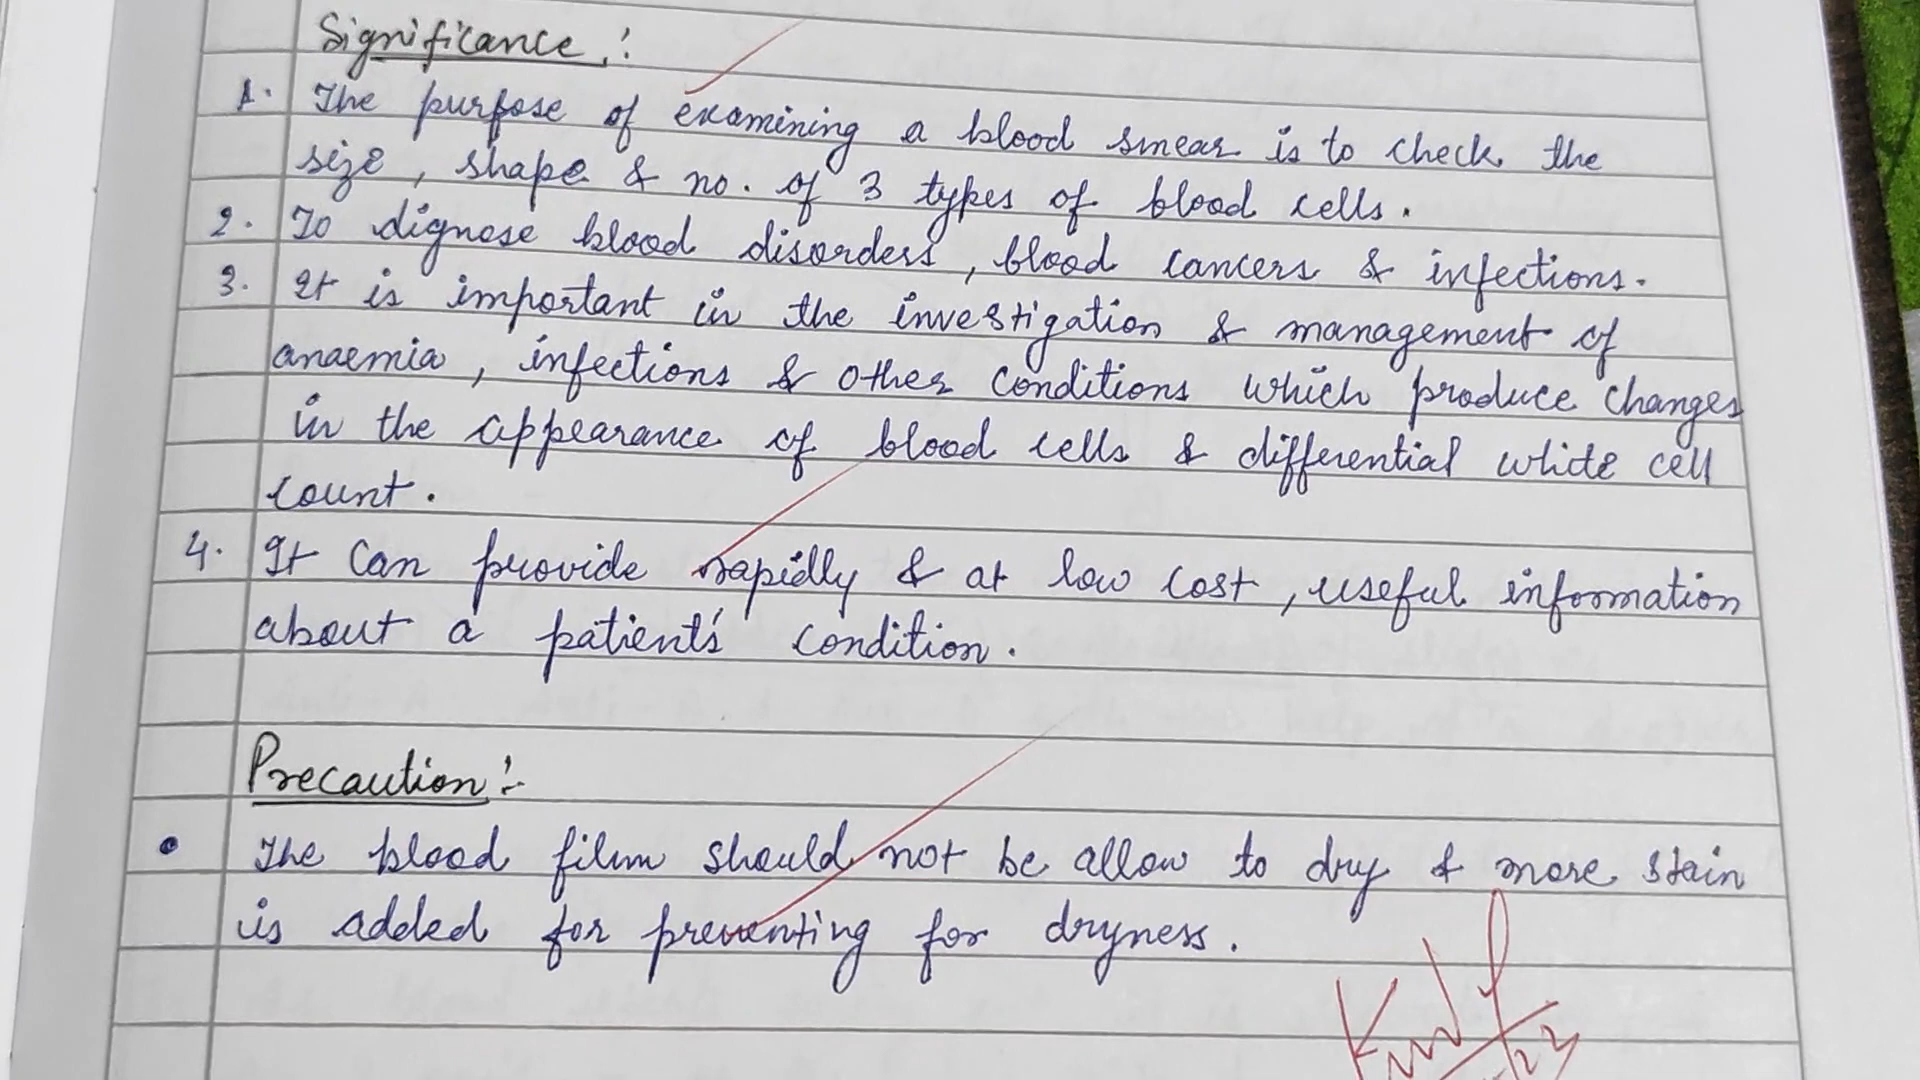 Significance :
1. The purpose of examining a blood smear is to check the
size, shape & no. of 3 types of blood cells.
2. To dignose blood disorders, blood cancers & infections.
3. It is important in the investigation & management of
anaemia, infections & other conditions which produce changes
in the appearance of blood cells & differential white cell
count.
4. It can provide rapidly & at low cost, useful information
about a patient's condition.
Precaution :-
• The blood film should not be allow to dry & more stain
is added for preventing for dryness.